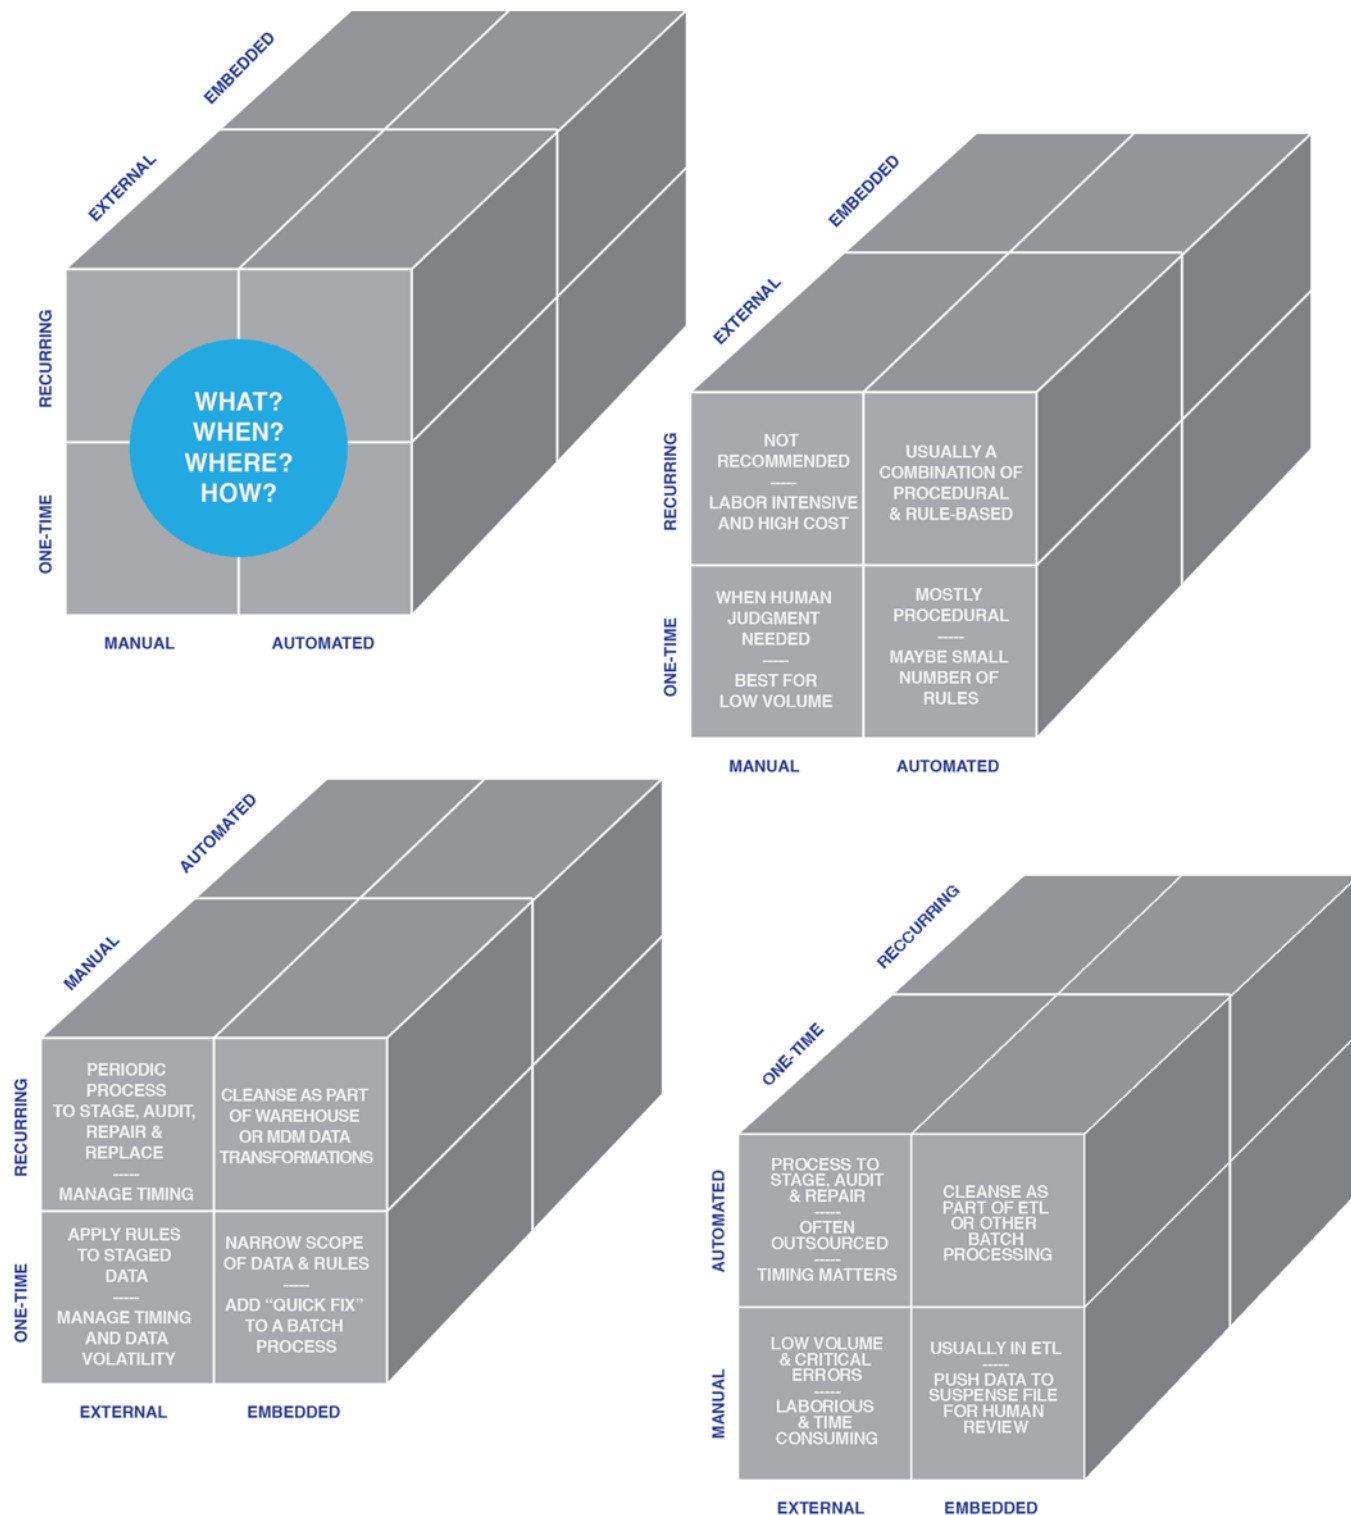 EMBEDDED
EXTERNAL
RECURRING
ONE-TIME
WHAT?
WHEN?
WHERE?
HOW?
MANUAL
AUTOMATED
EMBEDDED
EXTERNAL
RECURRING
ONE-TIME
NOT
RECOMMENDED
-----
LABOR INTENSIVE
AND HIGH COST
USUALLY A
COMBINATION OF
PROCEDURAL
& RULE-BASED
WHEN HUMAN
JUDGMENT
NEEDED
-----
BEST FOR
LOW VOLUME
MOSTLY
PROCEDURAL
-----
MAYBE SMALL
NUMBER OF
RULES
MANUAL
AUTOMATED
AUTOMATED
MANUAL
RECURRING
ONE-TIME
PERIODIC
PROCESS
TO STAGE, AUDIT,
REPAIR &
REPLACE
-----
MANAGE TIMING
CLEANSE AS PART
OF WAREHOUSE
OR MDM DATA
TRANSFORMATIONS
APPLY RULES
TO STAGED
DATA
-----
MANAGE TIMING
AND DATA
VOLATILITY
NARROW SCOPE
OF DATA & RULES
-----
ADD “QUICK FIX”
TO A BATCH
PROCESS
EXTERNAL
EMBEDDED
RECCURRING
ONE-TIME
AUTOMATED
MANUAL
PROCESS TO
STAGE, AUDIT
& REPAIR
-----
OFTEN
OUTSOURCED
-----
TIMING MATTERS
CLEANSE AS
PART OF ETL
OR OTHER
BATCH
PROCESSING
LOW VOLUME
& CRITICAL
ERRORS
-----
LABORIOUS
& TIME
CONSUMING
USUALLY IN ETL
-----
PUSH DATA TO
SUSPENSE FILE
FOR HUMAN
REVIEW
EXTERNAL
EMBEDDED